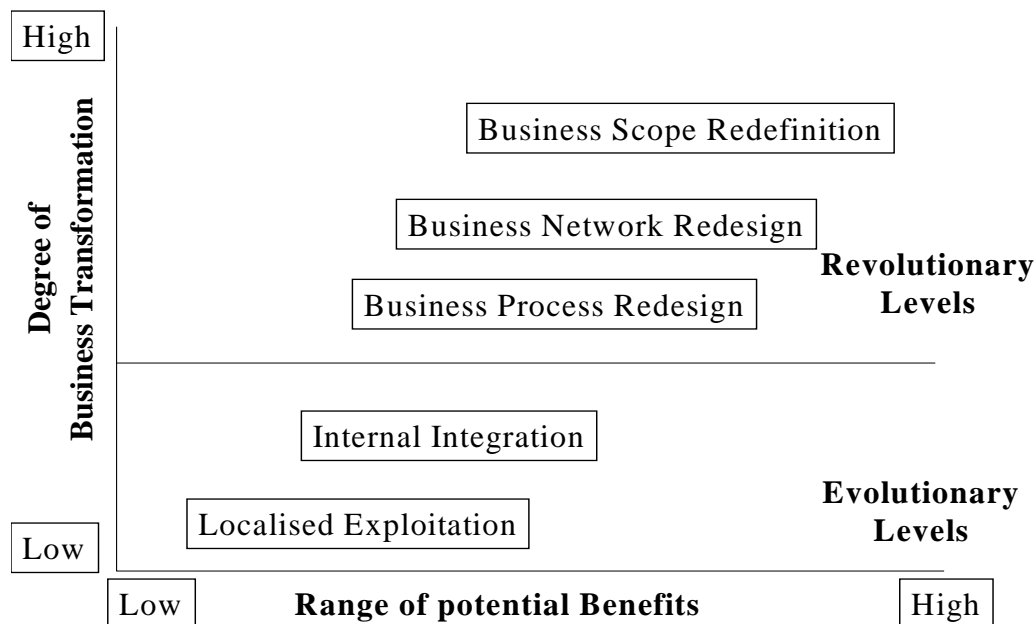 High
Business Scope Redefinition
Degree of
Business Transformation
Business Network Redesign
Revolutionary
Levels
Business Process Redesign
Internal Integration
Evolutionary
Levels
Localised Exploitation
Low
Low
Range of potential Benefits
High